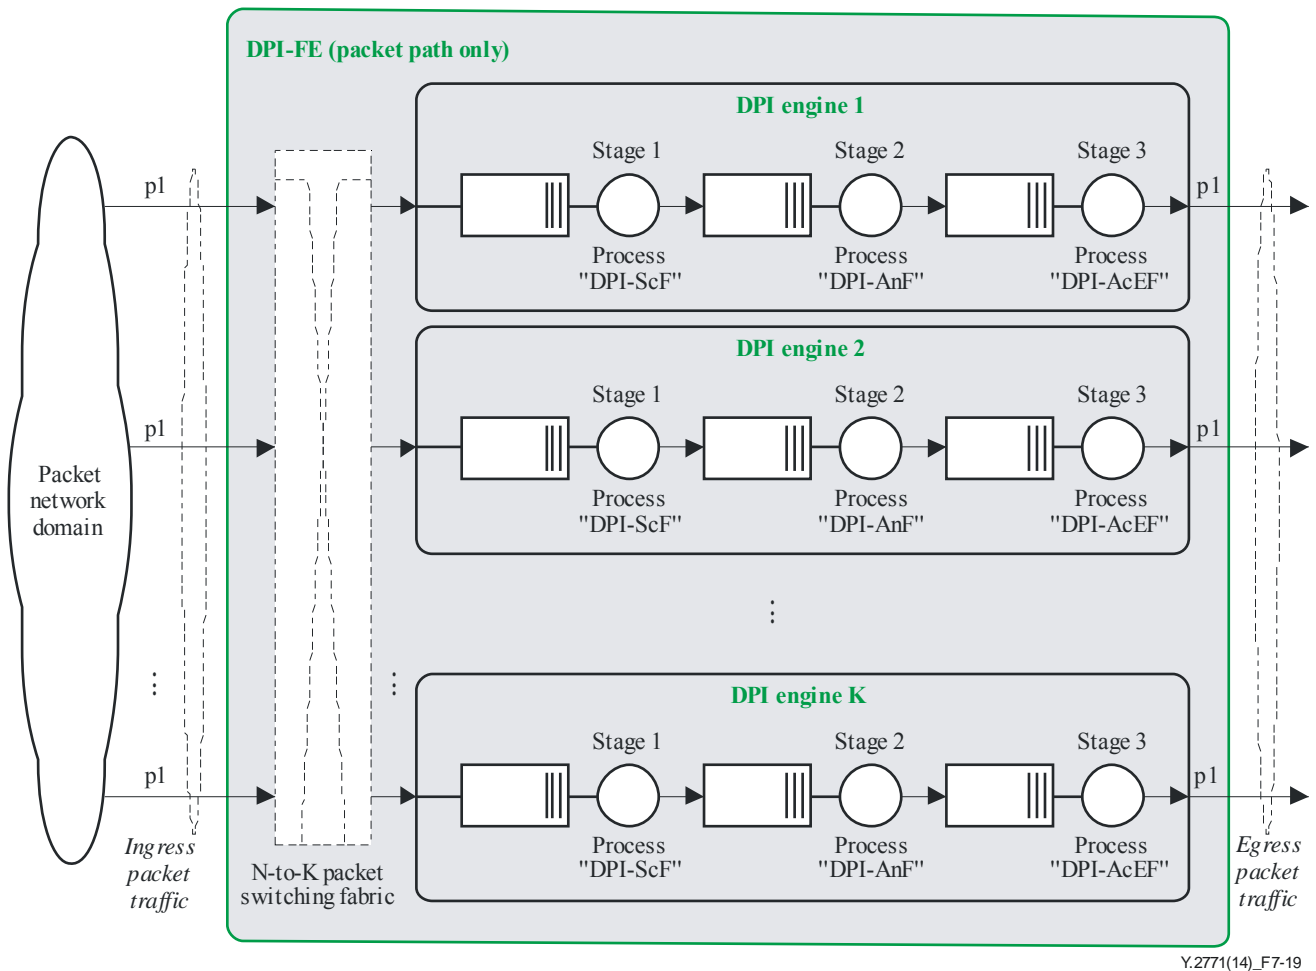 DPI-FE (packet path only)
DPI engine 1
Stage 1
Stage 2
Stage 3
p1
p1
Process
"DPI-ScF"
Process
"DPI-AnF"
Process
"DPI-AcEF"
DPI engine 2
Stage 1
Stage 2
Stage 3
p1
p1
Packet
network
domain
Process
"DPI-ScF"
Process
"DPI-AnF"
Process
"DPI-AcEF"
⋮
⋮
⋮
DPI engine K
Stage 1
Stage 2
Stage 3
p1
p1
Process
"DPI-ScF"
Process
"DPI-AnF"
Process
"DPI-AcEF"
Ingress
packet
traffic
N-to-K packet
switching fabric
Egress
packet
traffic
Y.2771(14)_F7-19